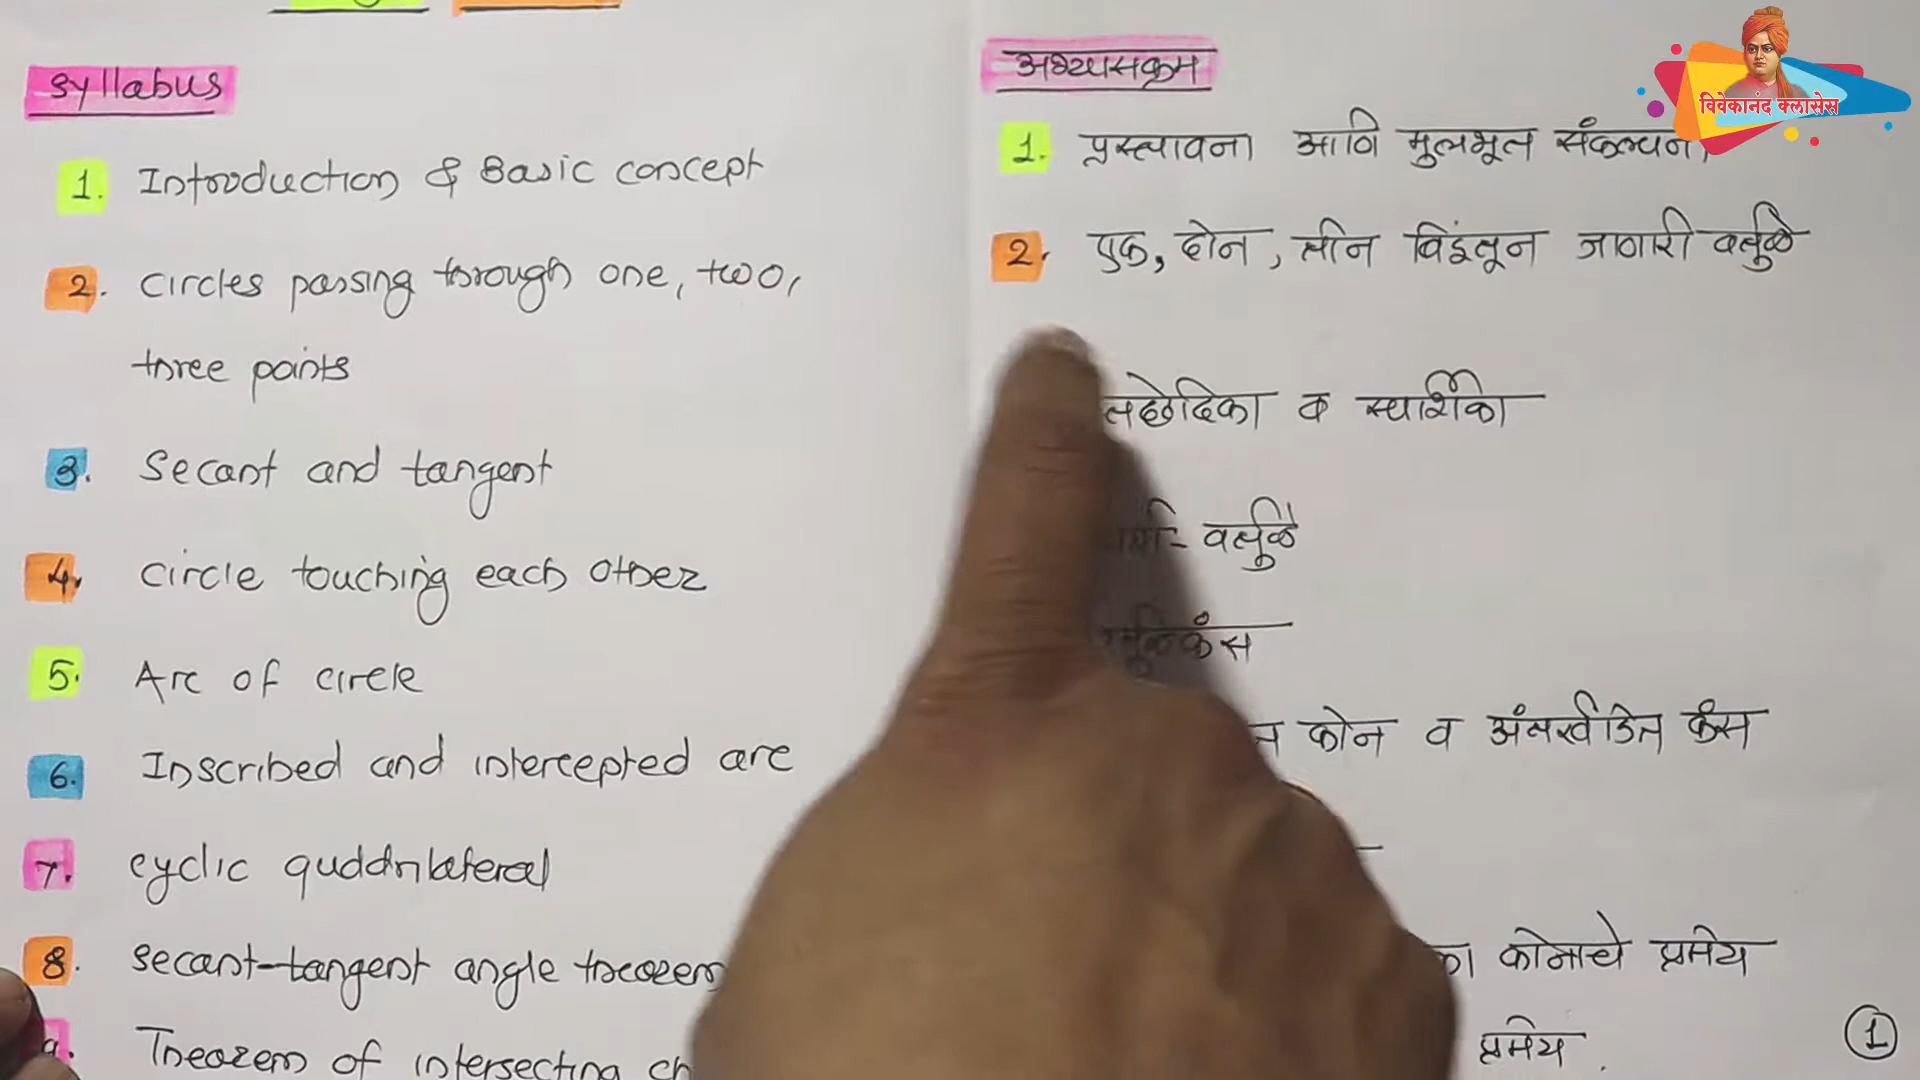 syllabus
1. Introduction & Basic concept
2. circles passing through one, two,
three points
3. Secant and tangent
4. circle touching each other
5. Arc of circle
6. Inscribed and intercepted arc
7. cyclic quddrilateral
8. secant-tangent angle theorem
9. Theorem of intersecting
अभ्यासक्रम
1. प्रस्तावना आणि मुलभूत संकल्पना
2. एक, दोन, तीन बिंदूतून जाणारी वर्तुळे
व स्पर्शिका
वर्तुळे
कंस
कोन व अंतर्खंडित कंस
कोनाचे प्रमेय
प्रमेय.
1
विवेकानंद क्लासेस